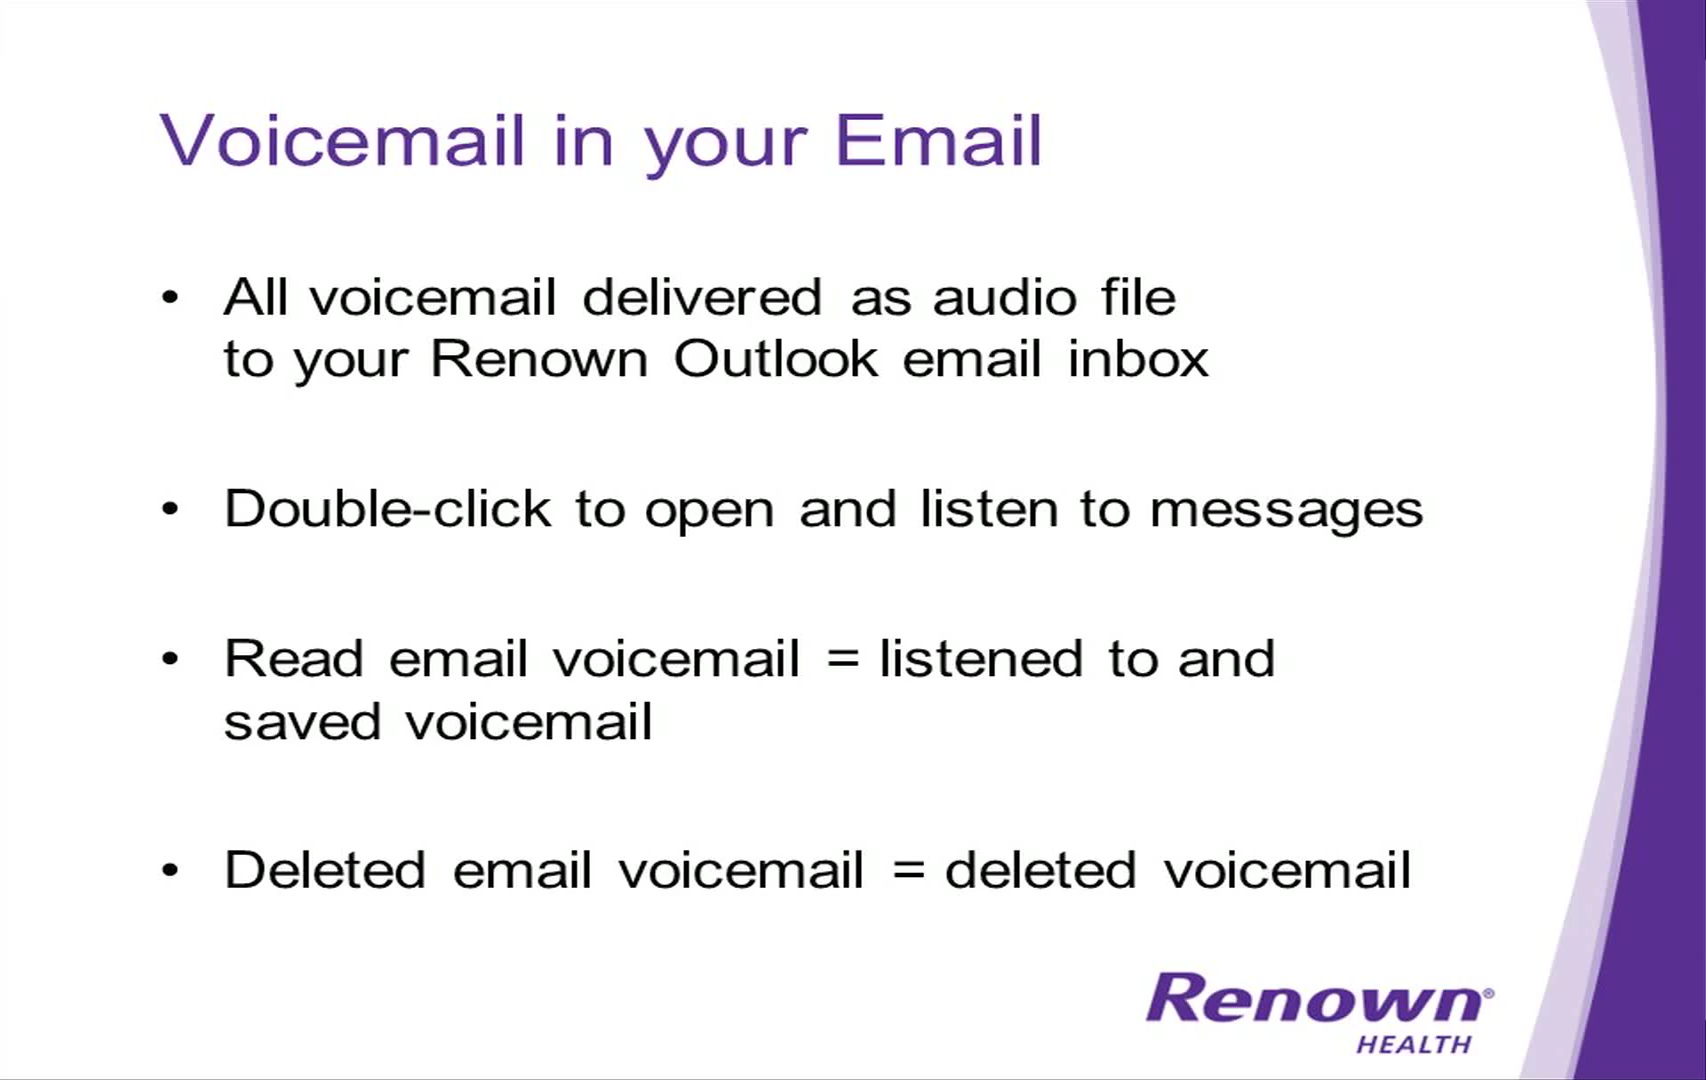 Voicemail in your Email
• All voicemail delivered as audio file
to your Renown Outlook email inbox
• Double-click to open and listen to messages
• Read email voicemail = listened to and
saved voicemail
• Deleted email voicemail = deleted voicemail
Renown®
HEALTH